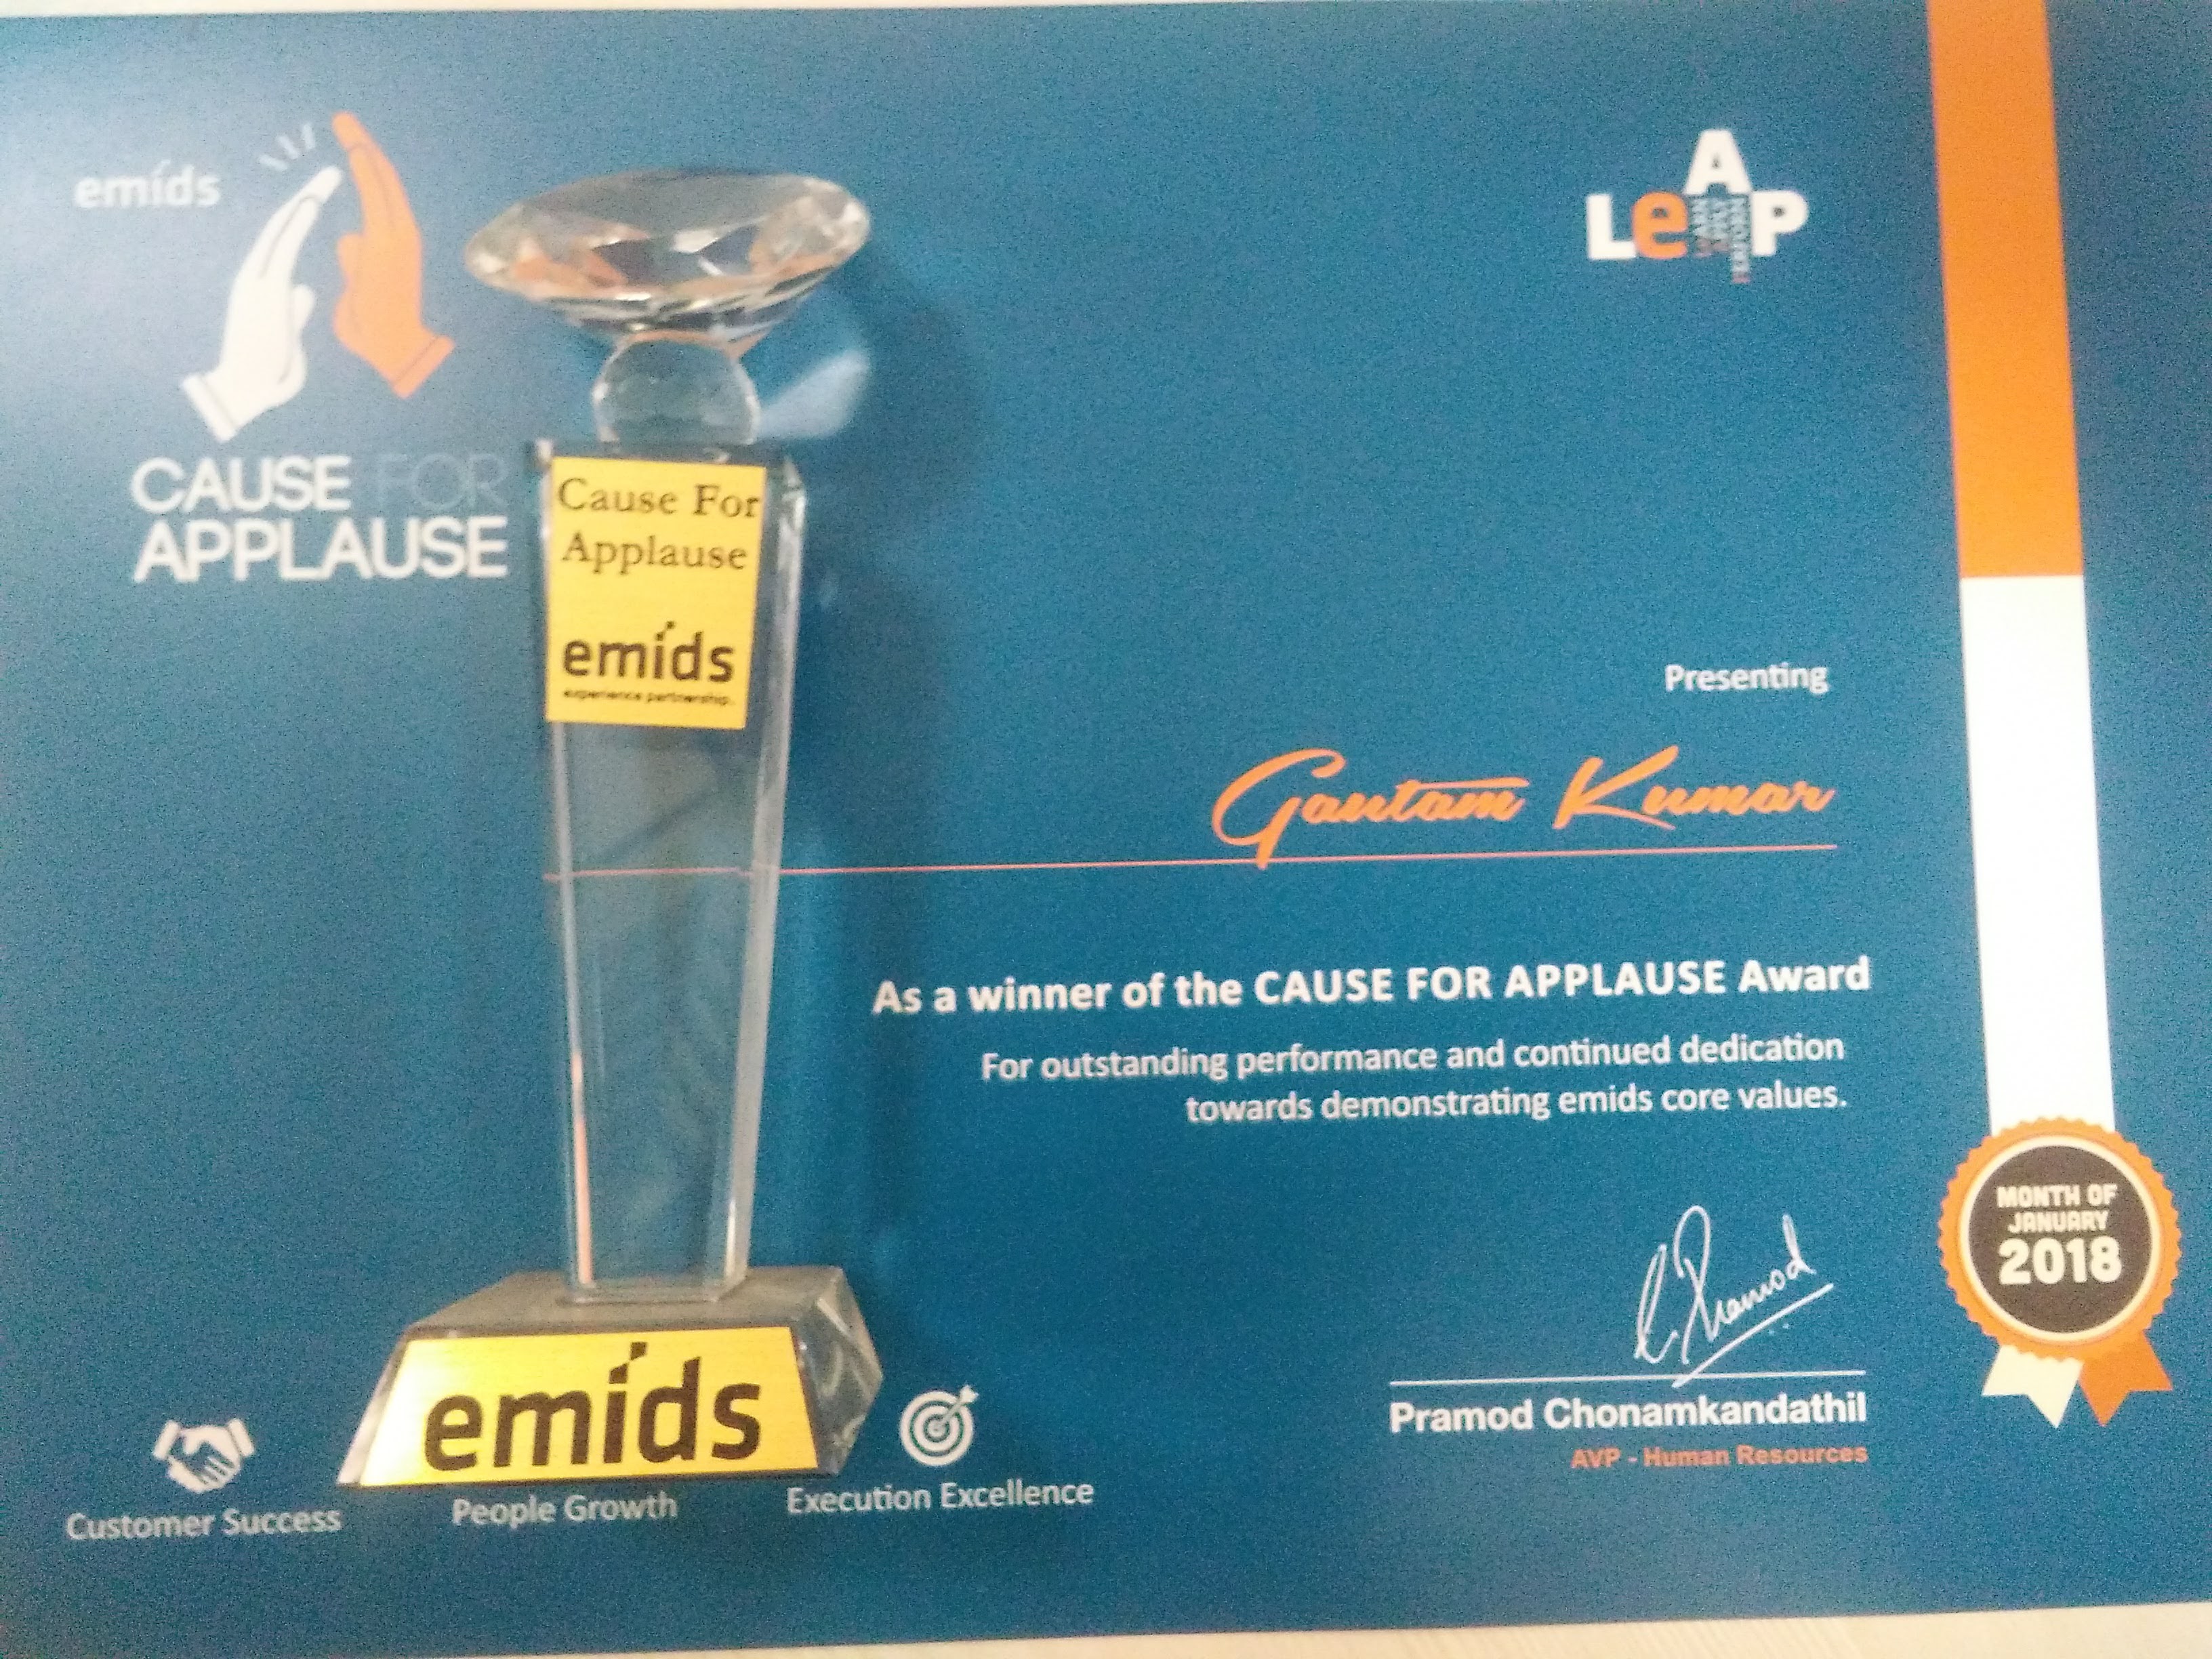 emids
CAUSE FOR
APPLAUSE
LeAP
Cause For
Applause
emids
experience partnership.
Presenting
Gautam Kumar
As a winner of the CAUSE FOR APPLAUSE Award
For outstanding performance and continued dedication
towards demonstrating emids core values.
MONTH OF
JANUARY
2018
C Pramod
Pramod Chonamkandathil
AVP - Human Resources
emids
Customer Success
People Growth
Execution Excellence